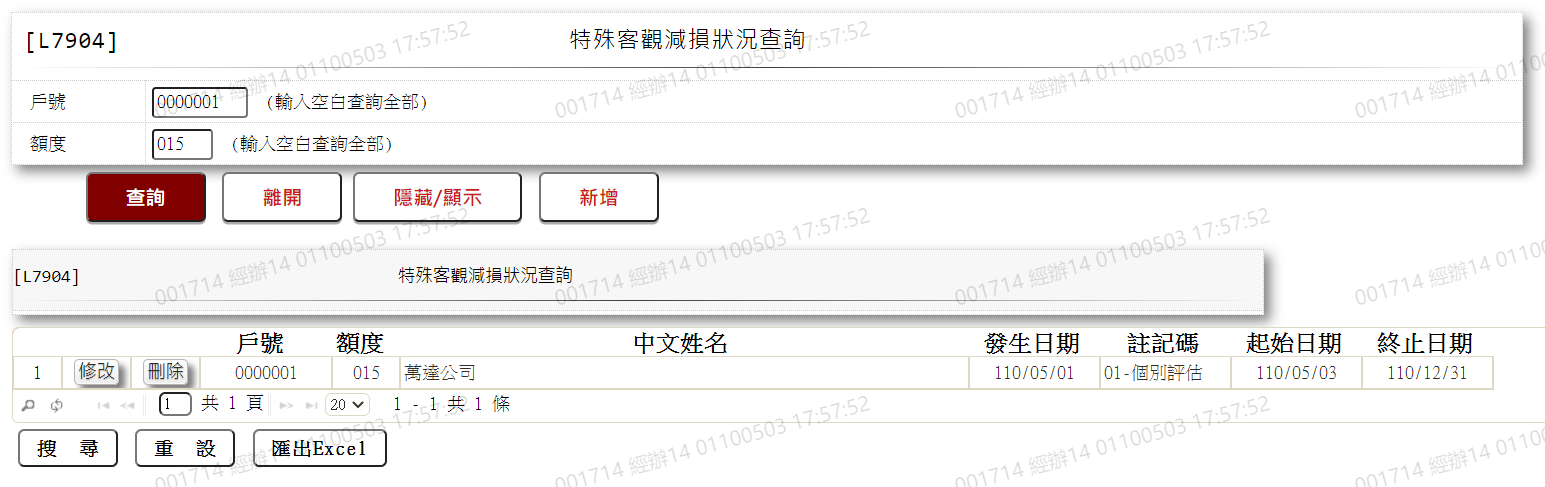 [L7904] 特殊客觀減損狀況查詢
戶號 0000001 (輸入空白查詢全部)
額度 015 (輸入空白查詢全部)
查詢 離開 隱藏/顯示 新增
[L7904] 特殊客觀減損狀況查詢
戶號 額度 中文姓名 發生日期 註記碼 起始日期 終止日期
1 修改 刪除 0000001 015 萬達公司 110/05/01 01-個別評估 110/05/03 110/12/31
1 共 1 頁 20 1 - 1 共 1 條
搜 尋 重 設 匯出Excel
001714 經辦14 01100503 17:57:52